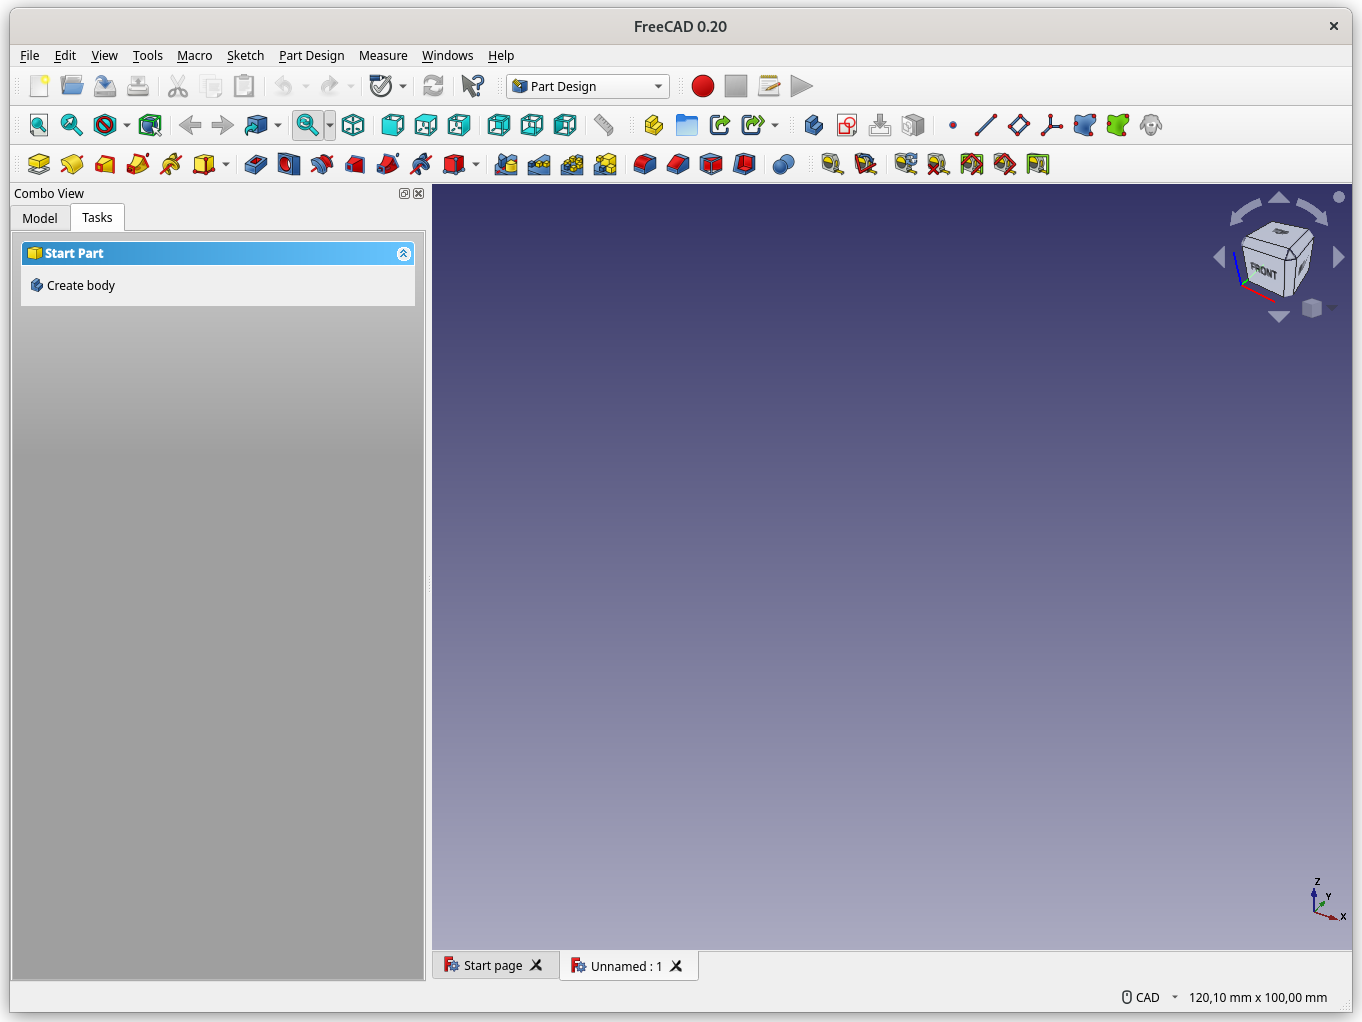 FreeCAD 0.20
File Edit View Tools Macro Sketch Part Design Measure Windows Help
Part Design
Combo View
Model Tasks
Start Part
Create body
FRONT
Z
Y
X
Start page Unnamed : 1
CAD 120,10 mm x 100,00 mm